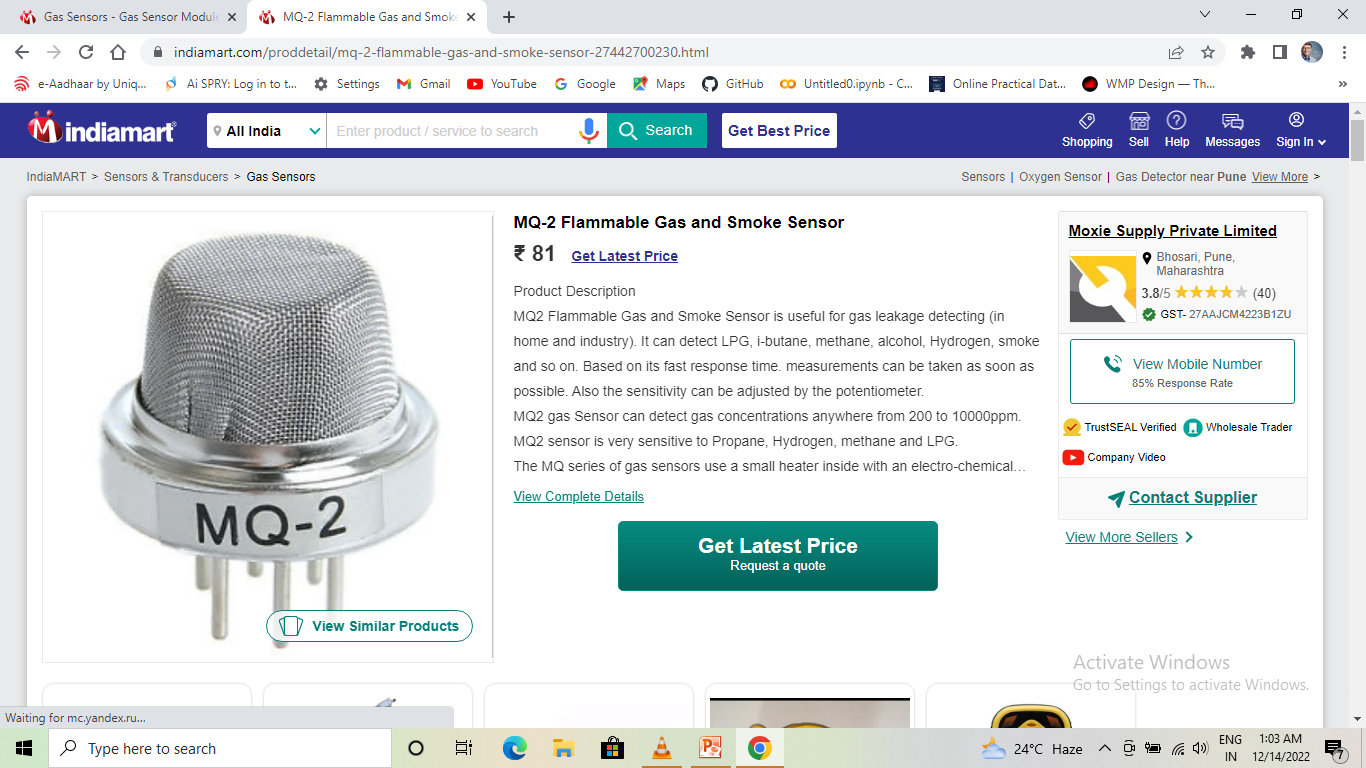 Gas Sensors - Gas Sensor Module
MQ-2 Flammable Gas and Smoke
indiamart.com/proddetail/mq-2-flammable-gas-and-smoke-sensor-27442700230.html
e-Aadhaar by Uniq...
Ai SPRY: Log in to t...
Settings
Gmail
YouTube
Google
Maps
GitHub
Untitled0.ipynb - C...
Online Practical Dat...
WMP Design — Th...
indiamart
All India
Enter product / service to search
Search
Get Best Price
Shopping
Sell
Help
Messages
Sign In
IndiaMART > Sensors & Transducers > Gas Sensors
Sensors | Oxygen Sensor | Gas Detector near Pune View More >
MQ-2
View Similar Products
MQ-2 Flammable Gas and Smoke Sensor
₹ 81 Get Latest Price
Product Description
MQ2 Flammable Gas and Smoke Sensor is useful for gas leakage detecting (in
home and industry). It can detect LPG, i-butane, methane, alcohol, Hydrogen, smoke
and so on. Based on its fast response time. measurements can be taken as soon as
possible. Also the sensitivity can be adjusted by the potentiometer.
MQ2 gas Sensor can detect gas concentrations anywhere from 200 to 10000ppm.
MQ2 sensor is very sensitive to Propane, Hydrogen, methane and LPG.
The MQ series of gas sensors use a small heater inside with an electro-chemical…
View Complete Details
Get Latest Price
Request a quote
Moxie Supply Private Limited
Bhosari, Pune,
Maharashtra
3.8/5 (40)
GST- 27AAJCM4223B1ZU
View Mobile Number
85% Response Rate
TrustSEAL Verified
Wholesale Trader
Company Video
Contact Supplier
View More Sellers
Activate Windows
Go to Settings to activate Windows.
Waiting for mc.yandex.ru...
Type here to search
24°C Haze
ENG
IN
1:03 AM
12/14/2022
7